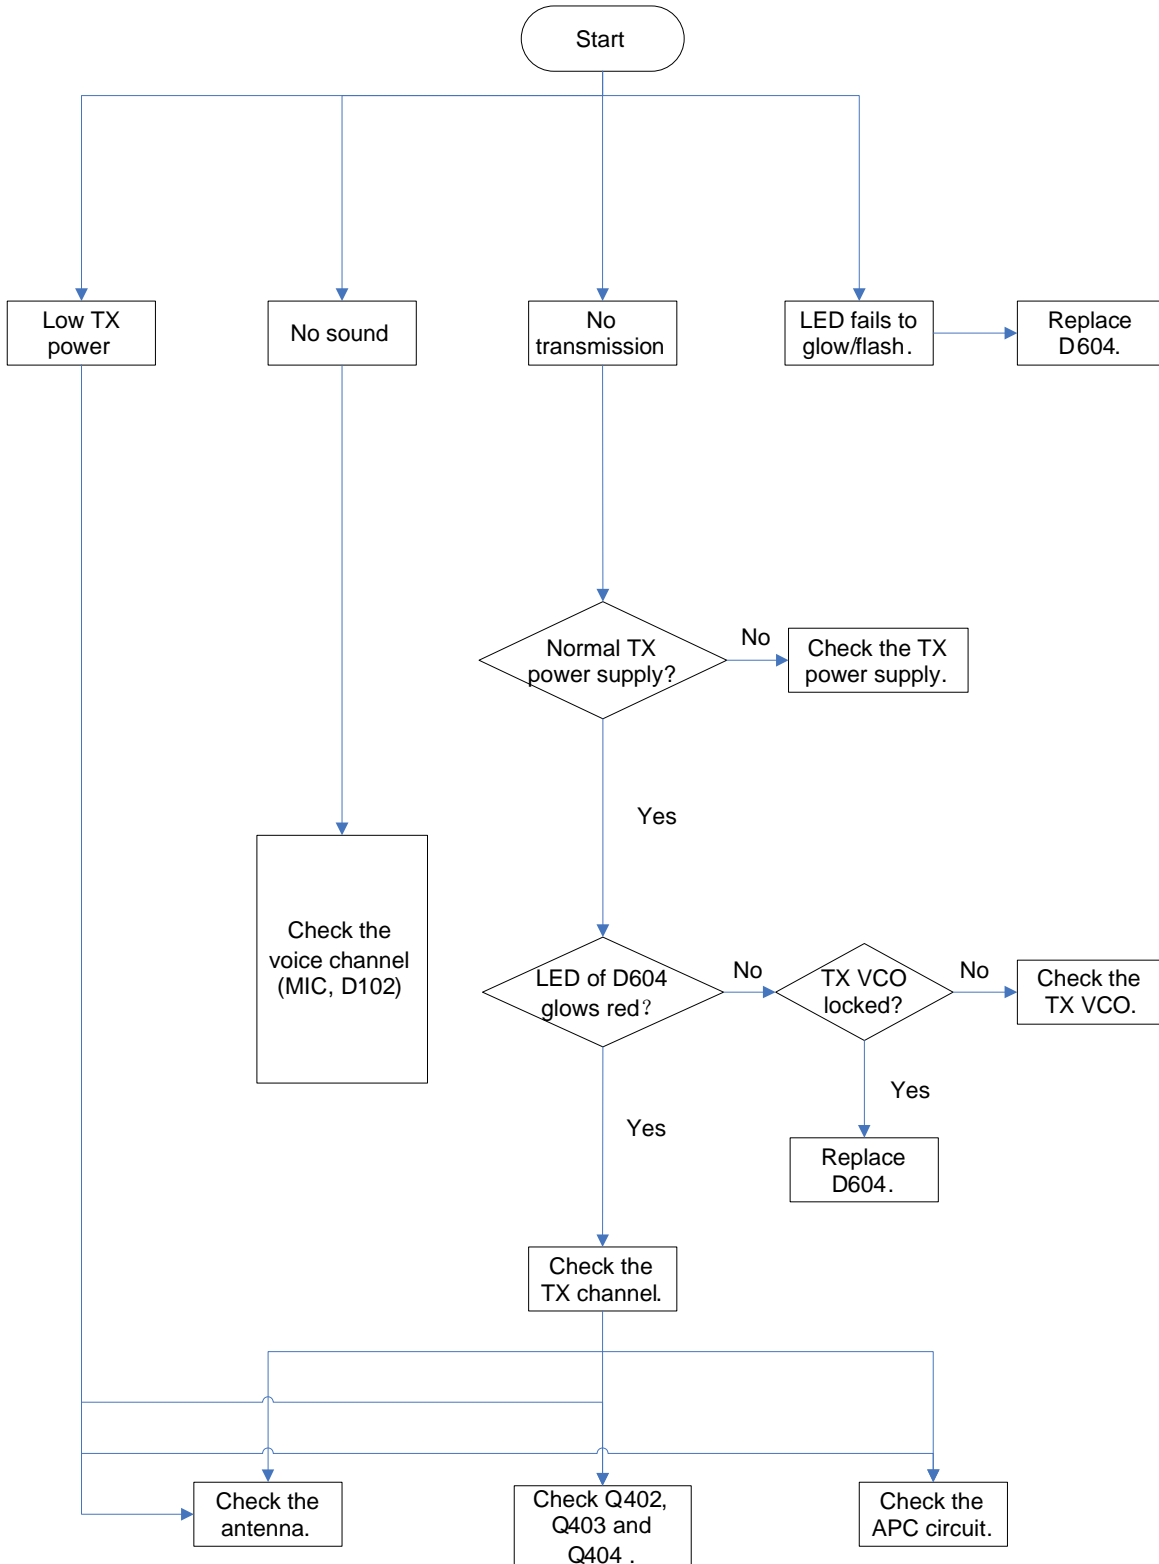 Start
Low TX
power
No sound
No
transmission
LED fails to
glow/flash.
Replace
D604.
Normal TX
power supply?
No
Check the TX
power supply.
Yes
Check the
voice channel
(MIC, D102)
LED of D604
glows red?
No
TX VCO
locked?
No
Check the
TX VCO.
Yes
Yes
Replace
D604.
Check the
TX channel.
Check the
antenna.
Check Q402,
Q403 and
Q404 .
Check the
APC circuit.